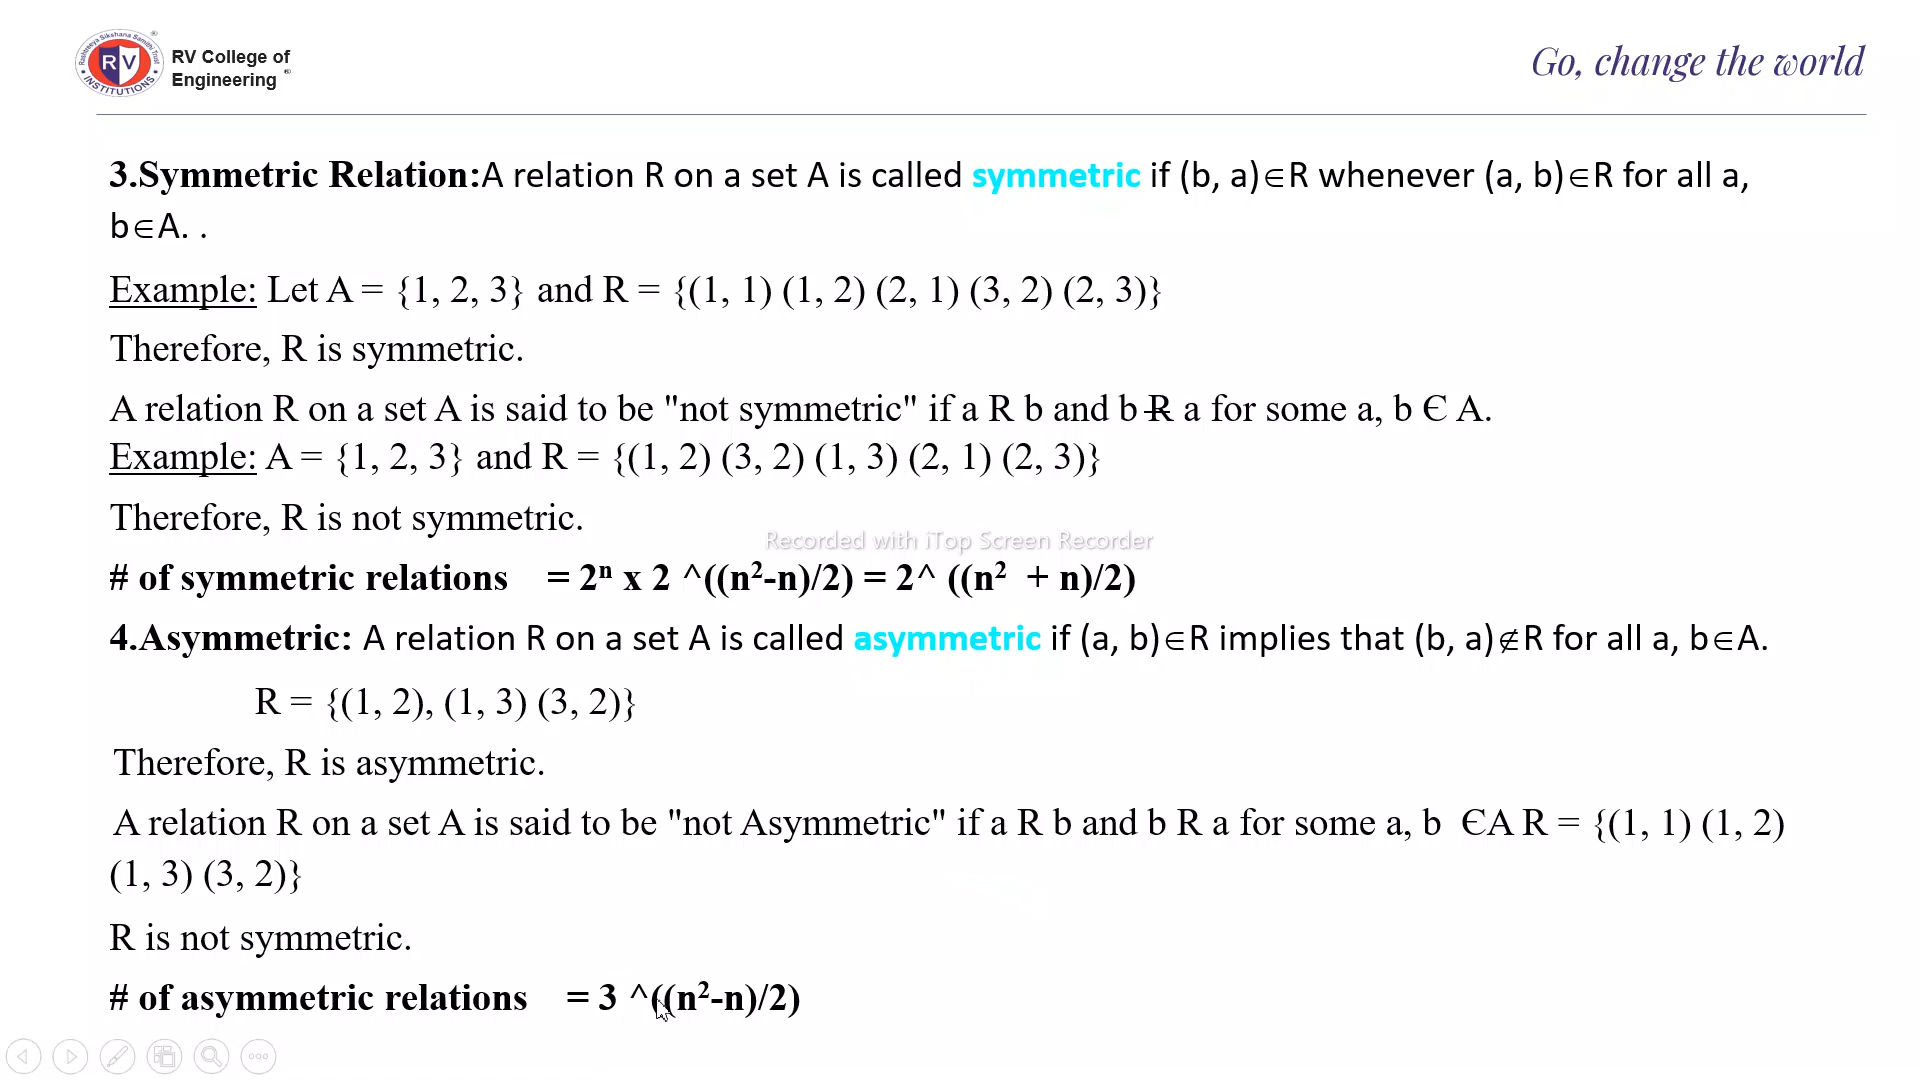 RV College of
Engineering
Go, change the world
RV
INSTITUTIONS
3.Symmetric Relation:A relation R on a set A is called symmetric if (b, a)∈R whenever (a, b)∈R for all a,
b∈A. .
Example: Let A = {1, 2, 3} and R = {(1, 1) (1, 2) (2, 1) (3, 2) (2, 3)}
Therefore, R is symmetric.
A relation R on a set A is said to be "not symmetric" if a R b and b R̶ a for some a, b Є A.
Example: A = {1, 2, 3} and R = {(1, 2) (3, 2) (1, 3) (2, 1) (2, 3)}
Therefore, R is not symmetric.
Recorded with iTop Screen Recorder
# of symmetric relations = 2ⁿ x 2 ^((n²-n)/2) = 2^ ((n² + n)/2)
4.Asymmetric: A relation R on a set A is called asymmetric if (a, b)∈R implies that (b, a)∉R for all a, b∈A.
R = {(1, 2), (1, 3) (3, 2)}
Therefore, R is asymmetric.
A relation R on a set A is said to be "not Asymmetric" if a R b and b R a for some a, b ЄA R = {(1, 1) (1, 2)
(1, 3) (3, 2)}
R is not symmetric.
# of asymmetric relations = 3 ^((n²-n)/2)